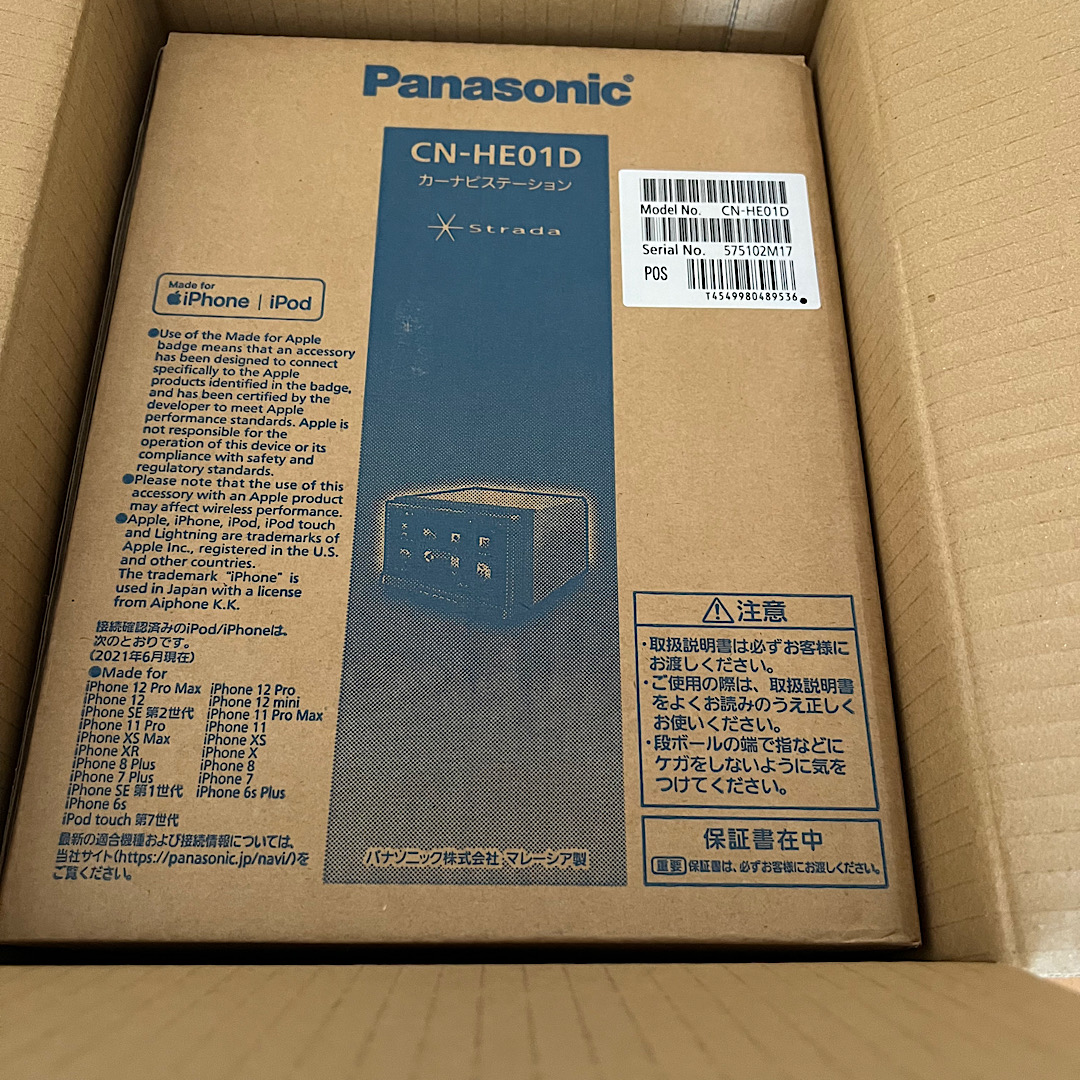 Panasonic
CN-HE01D
カーナビステーション
Strada
Model No. CN-HE01D
Serial No. 575102M17
POS
T4549980489536
Made for
iPhone | iPod
●Use of the Made for Apple
badge means that an accessory
has been designed to connect
specifically to the Apple
products identified in the badge,
and has been certified by the
developer to meet Apple
performance standards. Apple is
not responsible for the
operation of this device or its
compliance with safety and
regulatory standards.
●Please note that the use of this
accessory with an Apple product
may affect wireless performance.
●Apple, iPhone, iPod, iPod touch
and Lightning are trademarks of
Apple Inc., registered in the U.S.
and other countries.
The trademark "iPhone" is
used in Japan with a license
from Aiphone K.K.
接続確認済みのiPod/iPhoneは、
次のとおりです。
(2021年6月現在)
●Made for
iPhone 12 Pro Max iPhone 12 Pro
iPhone 12 iPhone 12 mini
iPhone SE 第2世代 iPhone 11 Pro Max
iPhone 11 Pro iPhone 11
iPhone XS Max iPhone XS
iPhone XR iPhone X
iPhone 8 Plus iPhone 8
iPhone 7 Plus iPhone 7
iPhone SE 第1世代 iPhone 6s Plus
iPhone 6s
iPod touch 第7世代
最新の適合機種および接続情報については、
当社サイト(https://panasonic.jp/navi/)を
ご覧ください。
パナソニック株式会社 マレーシア製
⚠注意
・取扱説明書は必ずお客様に
お渡しください。
・ご使用の際は、取扱説明書
をよくお読みのうえ正しく
お使いください。
・段ボールの端で指などに
ケガをしないように気を
つけてください。
保証書在中
重要 保証書は、必ずお客様にお渡しください。